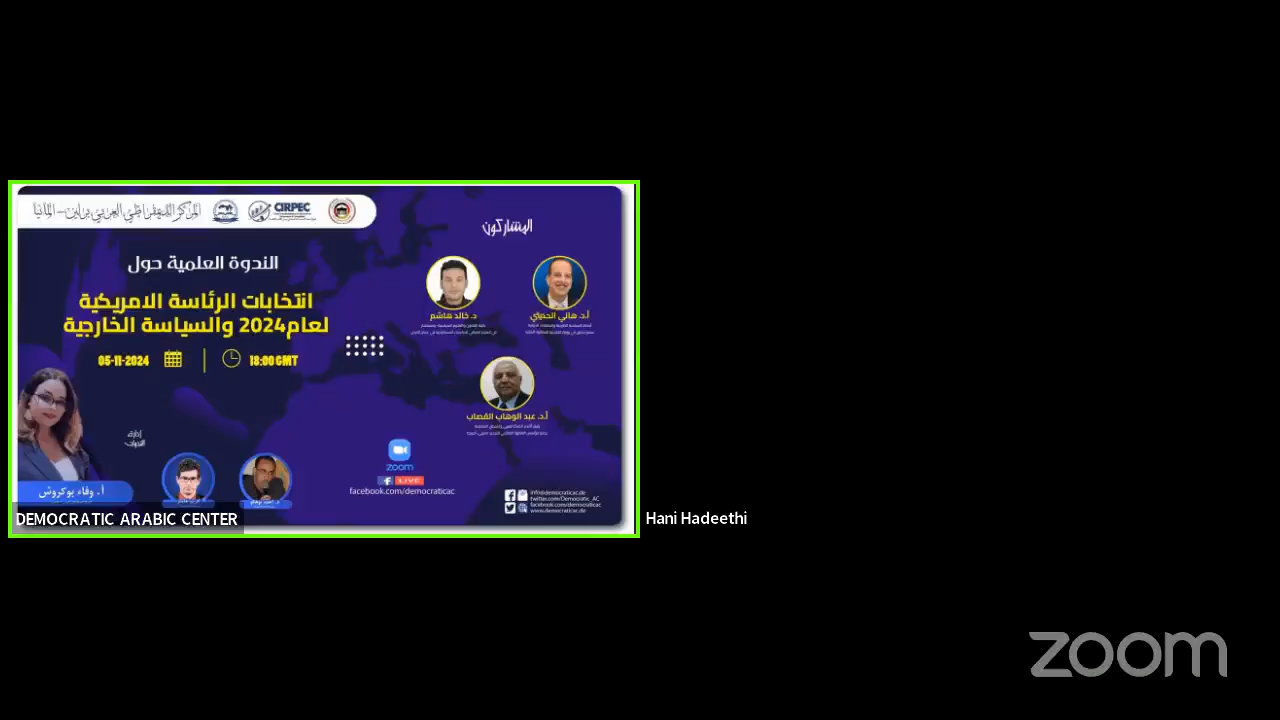 المركز الديمقراطي العربي برلين - المانيا
CIRPEC
الندوة العلمية حول
انتخابات الرئاسة الامريكية
لعام2024 والسياسة الخارجية
05-11-2024
18:00 GMT
المشاركون
أ.د. هاني الحديثي
د. خالد هاشم
أ.د. عبد الوهاب القصاب
إدارة
الندوات
أ. وفاء بوكروش
zoom
LIVE
facebook.com/democraticac
info@democraticac.de
twitter.com/Democratic_AC
facebook.com/democraticac
www.democraticac.de
DEMOCRATIC ARABIC CENTER
Hani Hadeethi
zoom